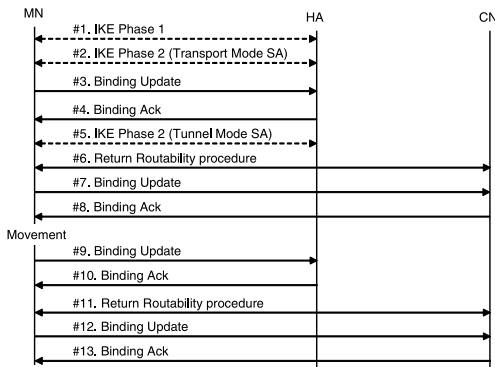 MN HA CN
#1. IKE Phase 1
#2. IKE Phase 2 (Transport Mode SA)
#3. Binding Update
#4. Binding Ack
#5. IKE Phase 2 (Tunnel Mode SA)
#6. Return Routability procedure
#7. Binding Update
#8. Binding Ack
Movement
#9. Binding Update
#10. Binding Ack
#11. Return Routability procedure
#12. Binding Update
#13. Binding Ack